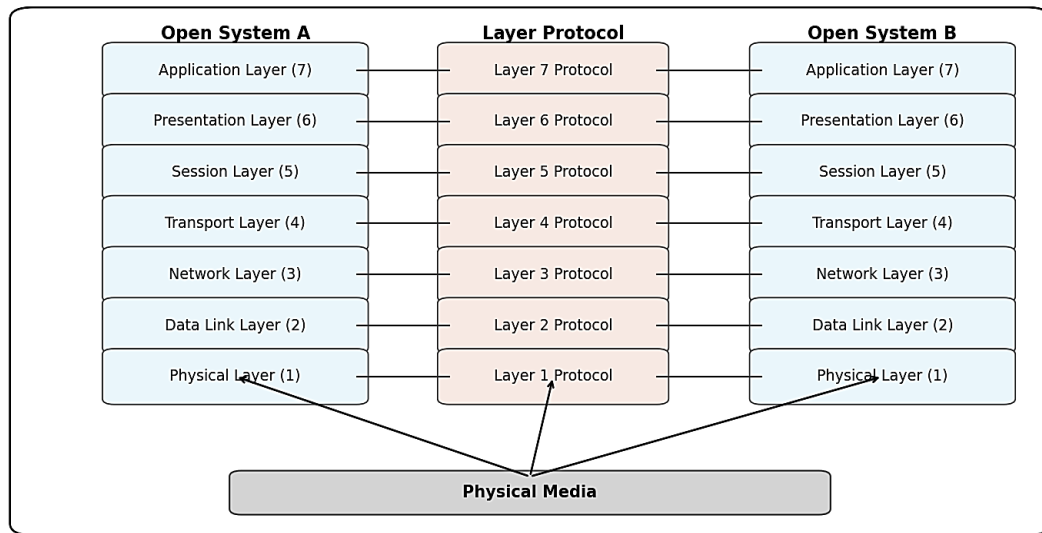 Open System A Layer Protocol Open System B
Application Layer (7) Layer 7 Protocol Application Layer (7)
Presentation Layer (6) Layer 6 Protocol Presentation Layer (6)
Session Layer (5) Layer 5 Protocol Session Layer (5)
Transport Layer (4) Layer 4 Protocol Transport Layer (4)
Network Layer (3) Layer 3 Protocol Network Layer (3)
Data Link Layer (2) Layer 2 Protocol Data Link Layer (2)
Physical Layer (1) Layer 1 Protocol Physical Layer (1)
Physical Media